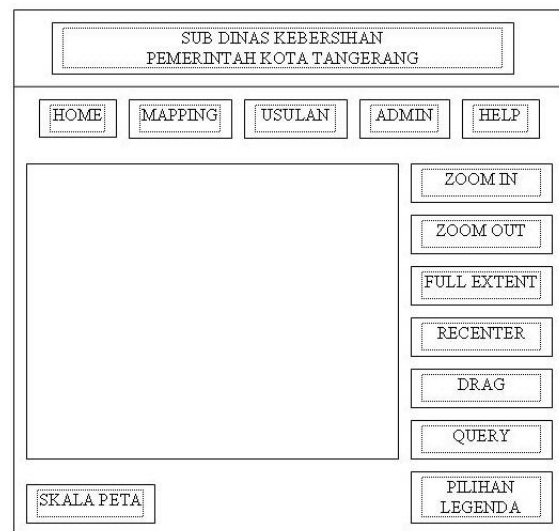 SUB DINAS KEBERSIHAN
PEMERINTAH KOTA TANGERANG
HOME MAPPING USULAN ADMIN HELP
ZOOM IN
ZOOM OUT
FULL EXTENT
RECENTER
DRAG
QUERY
SKALA PETA
PILIHAN
LEGENDA